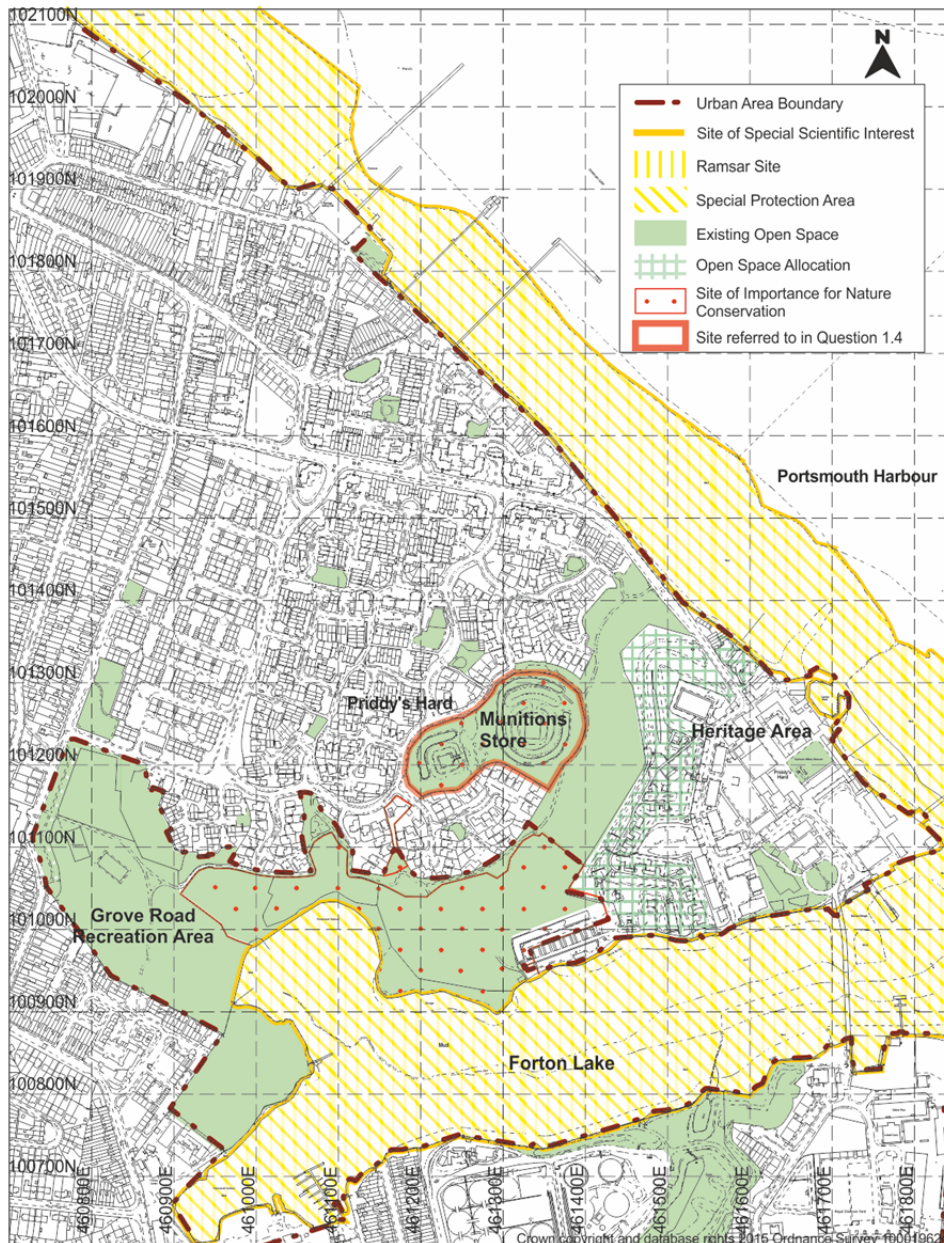 102100N
N
Urban Area Boundary
102000N
Site of Special Scientific Interest
Ramsar Site
101900N
Special Protection Area
Existing Open Space
101800N
Open Space Allocation
Site of Importance for Nature
Conservation
Site referred to in Question 1.4
101700N
101600N
Portsmouth Harbour
101500N
101400N
101300N
Priddy's Hard
Munitions
Store
Heritage Area
101200N
Priddy's
Hard
101100N
101000N
Grove Road
Recreation Area
100900N
Mud
Forton Lake
100800N
100700N
460800E
460900E
461000E
461100E
461200E
461300E
461400E
461500E
461600E
461700E
461800E
Crown copyright and database rights 2015 Ordnance Survey 10001962